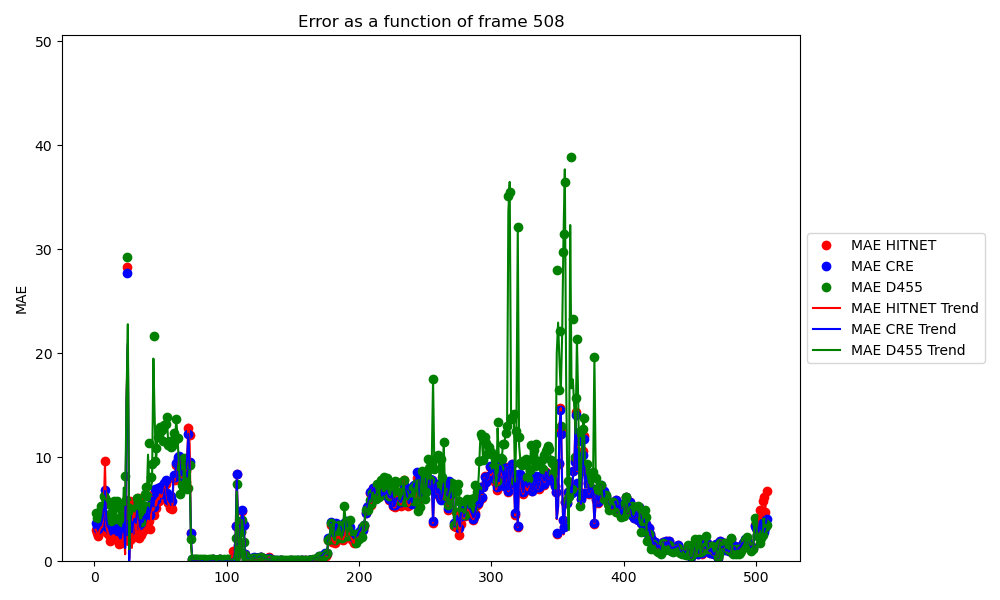 Error as a function of frame 508
50
40
30
20
10
0
MAE
0 100 200 300 400 500
MAE HITNET
MAE CRE
MAE D455
MAE HITNET Trend
MAE CRE Trend
MAE D455 Trend